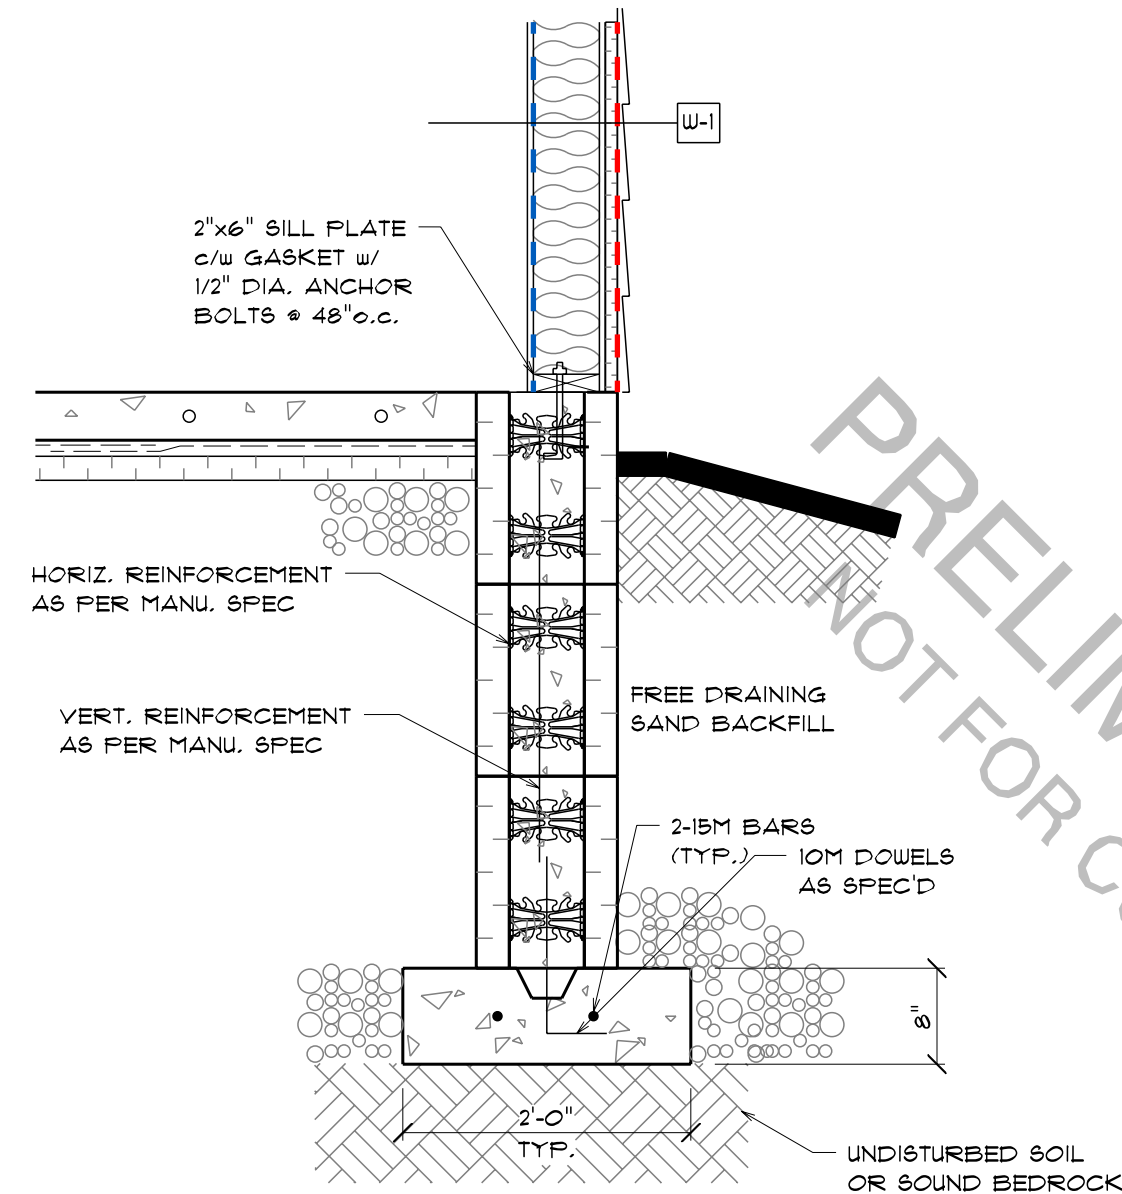 W-1
2"x6" SILL PLATE
c/w GASKET w/
1/2" DIA. ANCHOR
BOLTS @ 48"o.c.
HORIZ. REINFORCEMENT
AS PER MANU. SPEC
VERT. REINFORCEMENT
AS PER MANU. SPEC
FREE DRAINING
SAND BACKFILL
2-15M BARS
(TYP.)
10M DOWELS
AS SPEC'D
8"
2'-0"
TYP.
UNDISTURBED SOIL
OR SOUND BEDROCK
PRELIM
NOT FOR CO